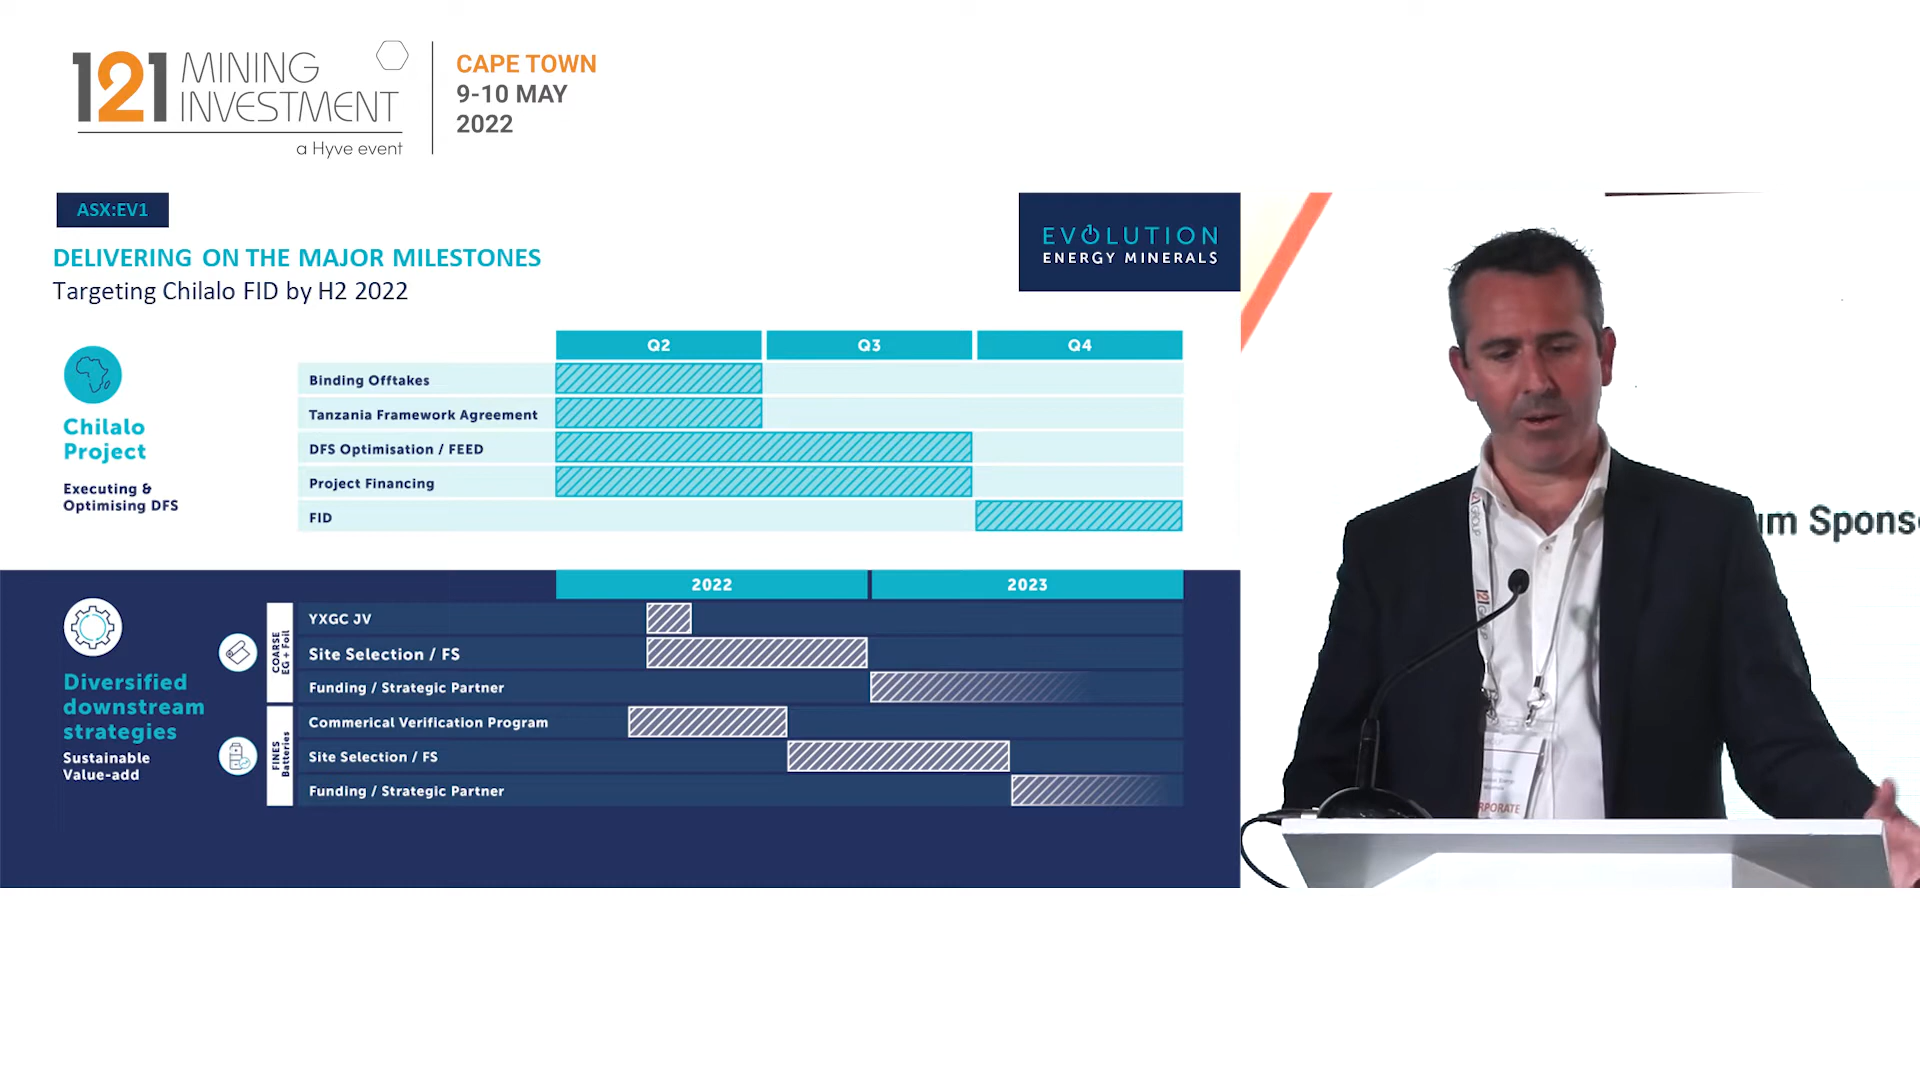 121 MINING INVESTMENT
a Hyve event
CAPE TOWN
9-10 MAY
2022
ASX:EV1
EVOLUTION
ENERGY MINERALS
DELIVERING ON THE MAJOR MILESTONES
Targeting Chilalo FID by H2 2022
Q2 Q3 Q4
Chilalo
Project
Executing &
Optimising DFS
Binding Offtakes
Tanzania Framework Agreement
DFS Optimisation / FEED
Project Financing
FID
2022 2023
Diversified
downstream
strategies
Sustainable
Value-add
COARSE
EG + Foil
YXGC JV
Site Selection / FS
Funding / Strategic Partner
FINES
Batteries
Commerical Verification Program
Site Selection / FS
Funding / Strategic Partner
um Spons
121 GROUP
RPORATE